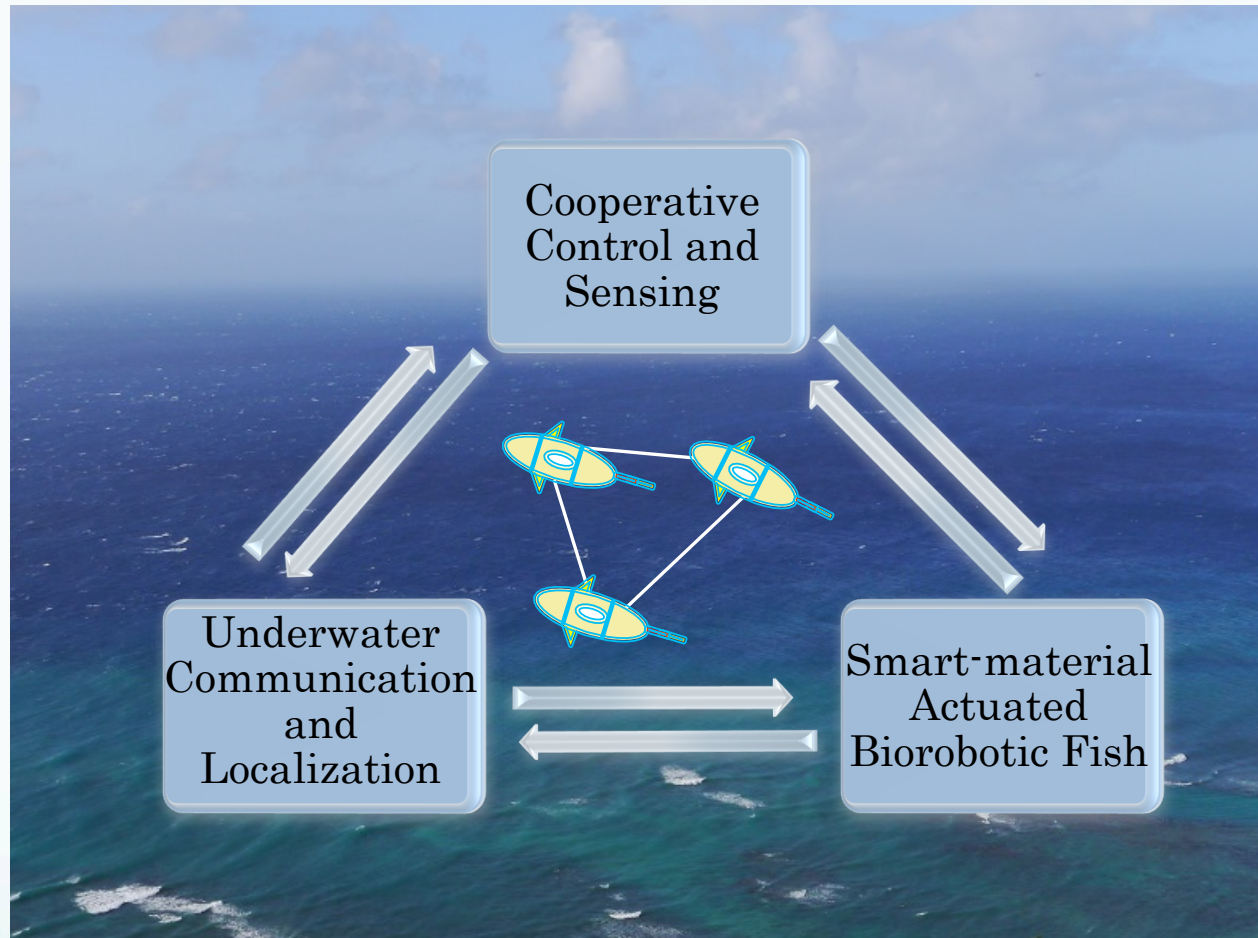 Cooperative
Control and
Sensing
Underwater
Communication
and
Localization
Smart-material
Actuated
Biorobotic Fish